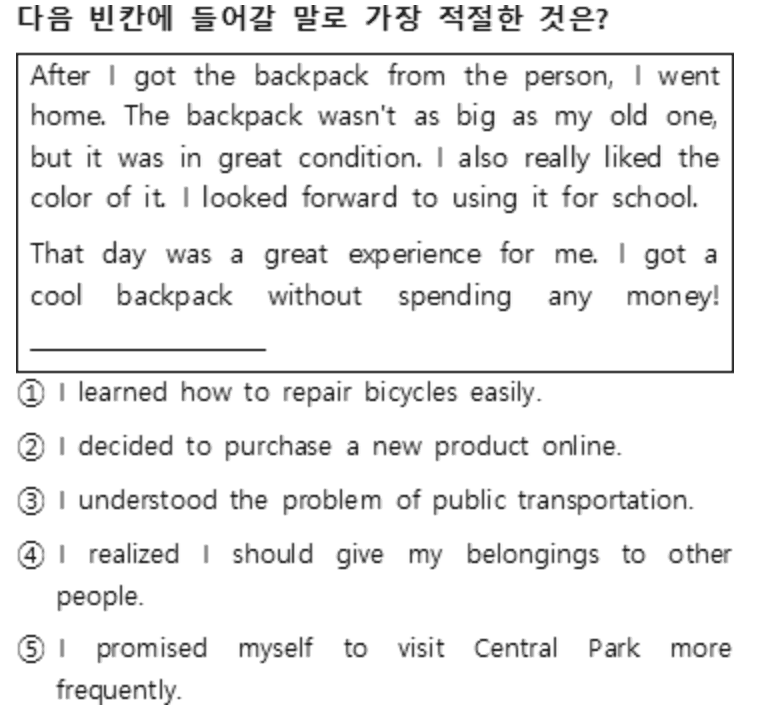 다음 빈칸에 들어갈 말로 가장 적절한 것은?
After I got the backpack from the person, I went
home. The backpack wasn't as big as my old one,
but it was in great condition. I also really liked the
color of it. I looked forward to using it for school.
That day was a great experience for me. I got a
cool backpack without spending any money!
① I learned how to repair bicycles easily.
② I decided to purchase a new product online.
③ I understood the problem of public transportation.
④ I realized I should give my belongings to other
people.
⑤ I promised myself to visit Central Park more
frequently.